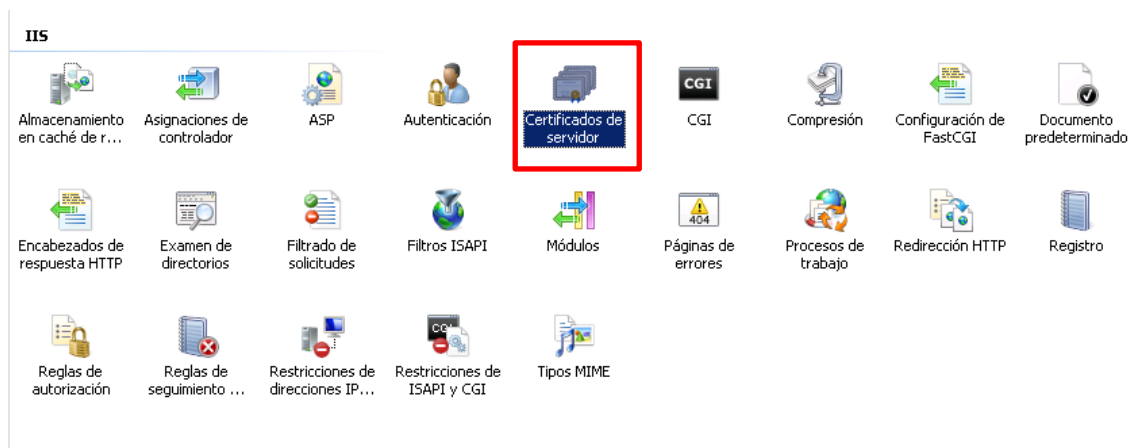 IIS
CGI
Almacenamiento Asignaciones de ASP Autenticación Certificados de CGI Compresión Configuración de Documento
en caché de r... controlador servidor FastCGI predeterminado
404
Encabezados de Examen de Filtrado de Filtros ISAPI Módulos Páginas de Procesos de Redirección HTTP Registro
respuesta HTTP directorios solicitudes errores trabajo
CGI
Reglas de Reglas de Restricciones de Restricciones de Tipos MIME
autorización seguimiento ... direcciones IP... ISAPI y CGI